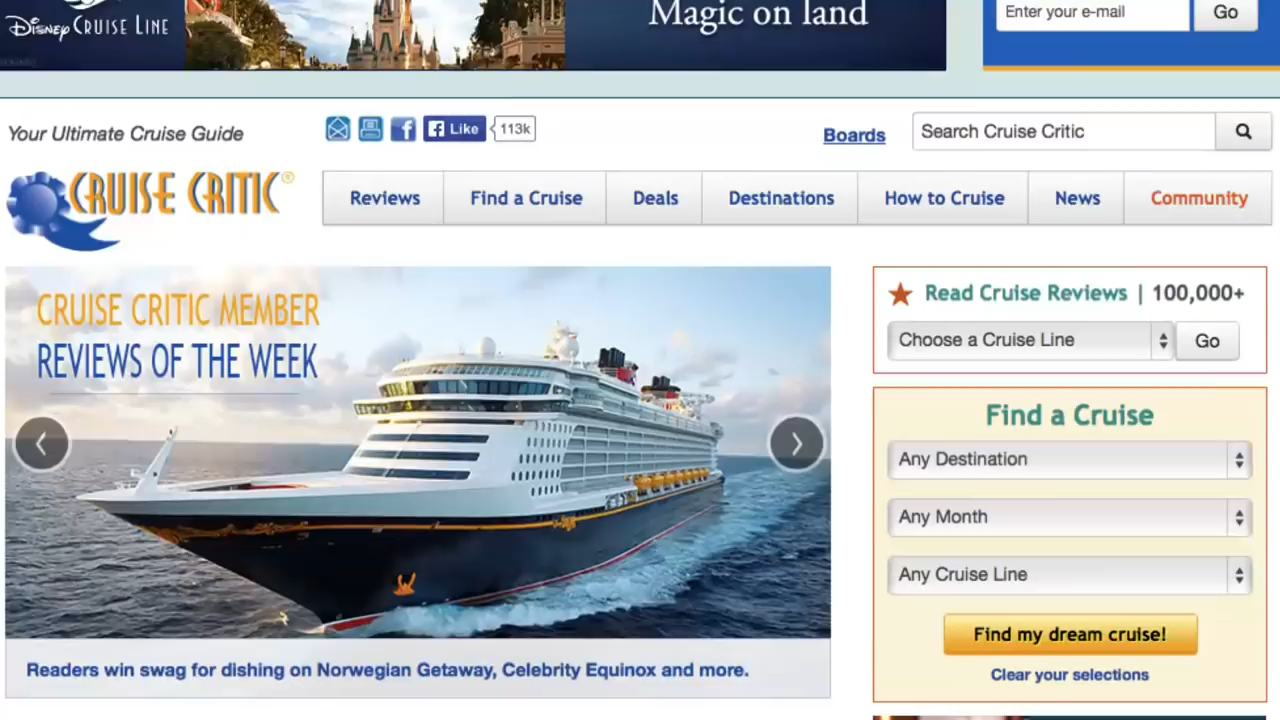 Disney CRUISE LINE
Magic on land
Enter your e-mail
Go
Your Ultimate Cruise Guide
Like
113k
Boards
Search Cruise Critic
CRUISE CRITIC®
Reviews
Find a Cruise
Deals
Destinations
How to Cruise
News
Community
CRUISE CRITIC MEMBER
REVIEWS OF THE WEEK
Readers win swag for dishing on Norwegian Getaway, Celebrity Equinox and more.
Read Cruise Reviews | 100,000+
Choose a Cruise Line
Go
Find a Cruise
Any Destination
Any Month
Any Cruise Line
Find my dream cruise!
Clear your selections